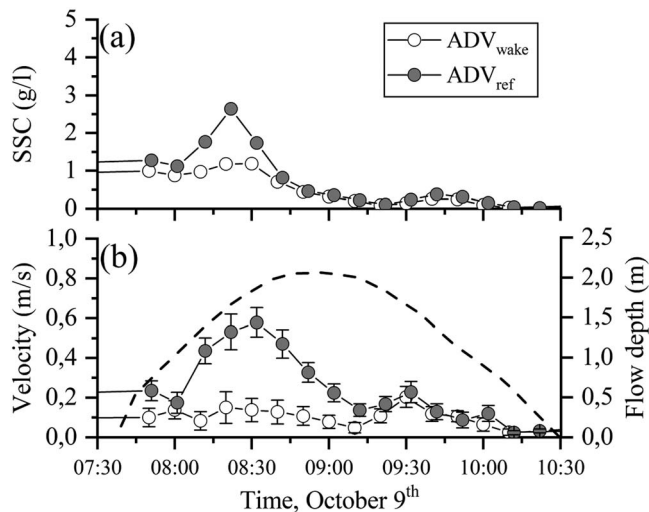 (a)
ADV_wake
ADV_ref
SSC (g/l)
5
4
3
2
1
0
(b)
Velocity (m/s)
1,0
0,8
0,6
0,4
0,2
0,0
2,5
2,0
1,5
1,0
0,5
0,0
Flow depth (m)
07:30 08:00 08:30 09:00 09:30 10:00 10:30
Time, October 9th